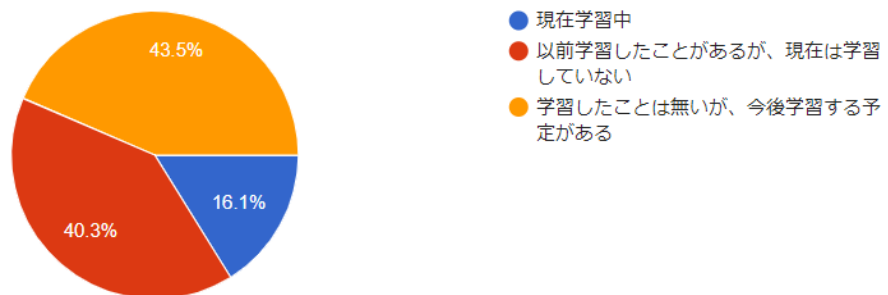 43.5%
16.1%
40.3%
現在学習中
以前学習したことがあるが、現在は学習
していない
学習したことは無いが、今後学習する予
定がある